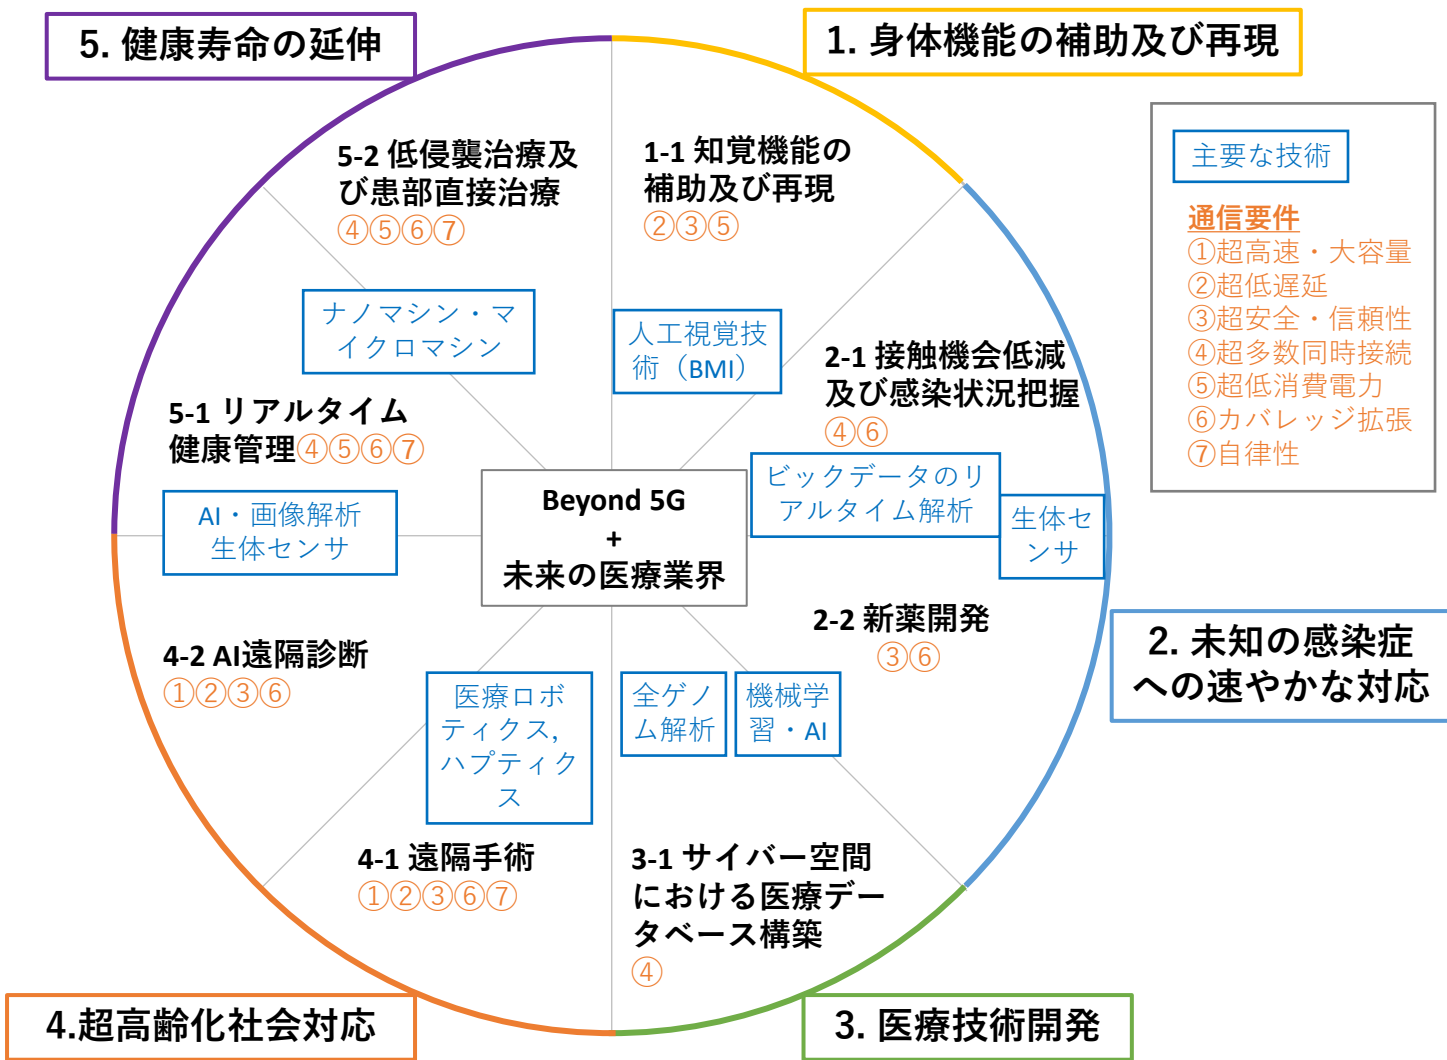 5. 健康寿命の延伸
1. 身体機能の補助及び再現
主要な技術
通信要件
①超高速・大容量
②超低遅延
③超安全・信頼性
④超多数同時接続
⑤超低消費電力
⑥カバレッジ拡張
⑦自律性
5-2 低侵襲治療及
び患部直接治療
④⑤⑥⑦
1-1 知覚機能の
補助及び再現
②③⑤
ナノマシン・マ
イクロマシン
人工視覚技
術（BMI）
2-1 接触機会低減
及び感染状況把握
④⑥
5-1 リアルタイム
健康管理④⑤⑥⑦
ビックデータのリ
アルタイム解析
生体セ
ンサ
AI・画像解析
生体センサ
Beyond 5G
+
未来の医療業界
2-2 新薬開発
③⑥
2. 未知の感染症
への速やかな対応
4-2 AI遠隔診断
①②③⑥
医療ロボ
ティクス,
ハプティク
ス
全ゲノ
ム解析
機械学
習・AI
4-1 遠隔手術
①②③⑥⑦
3-1 サイバー空間
における医療デー
タベース構築
④
4.超高齢化社会対応
3. 医療技術開発